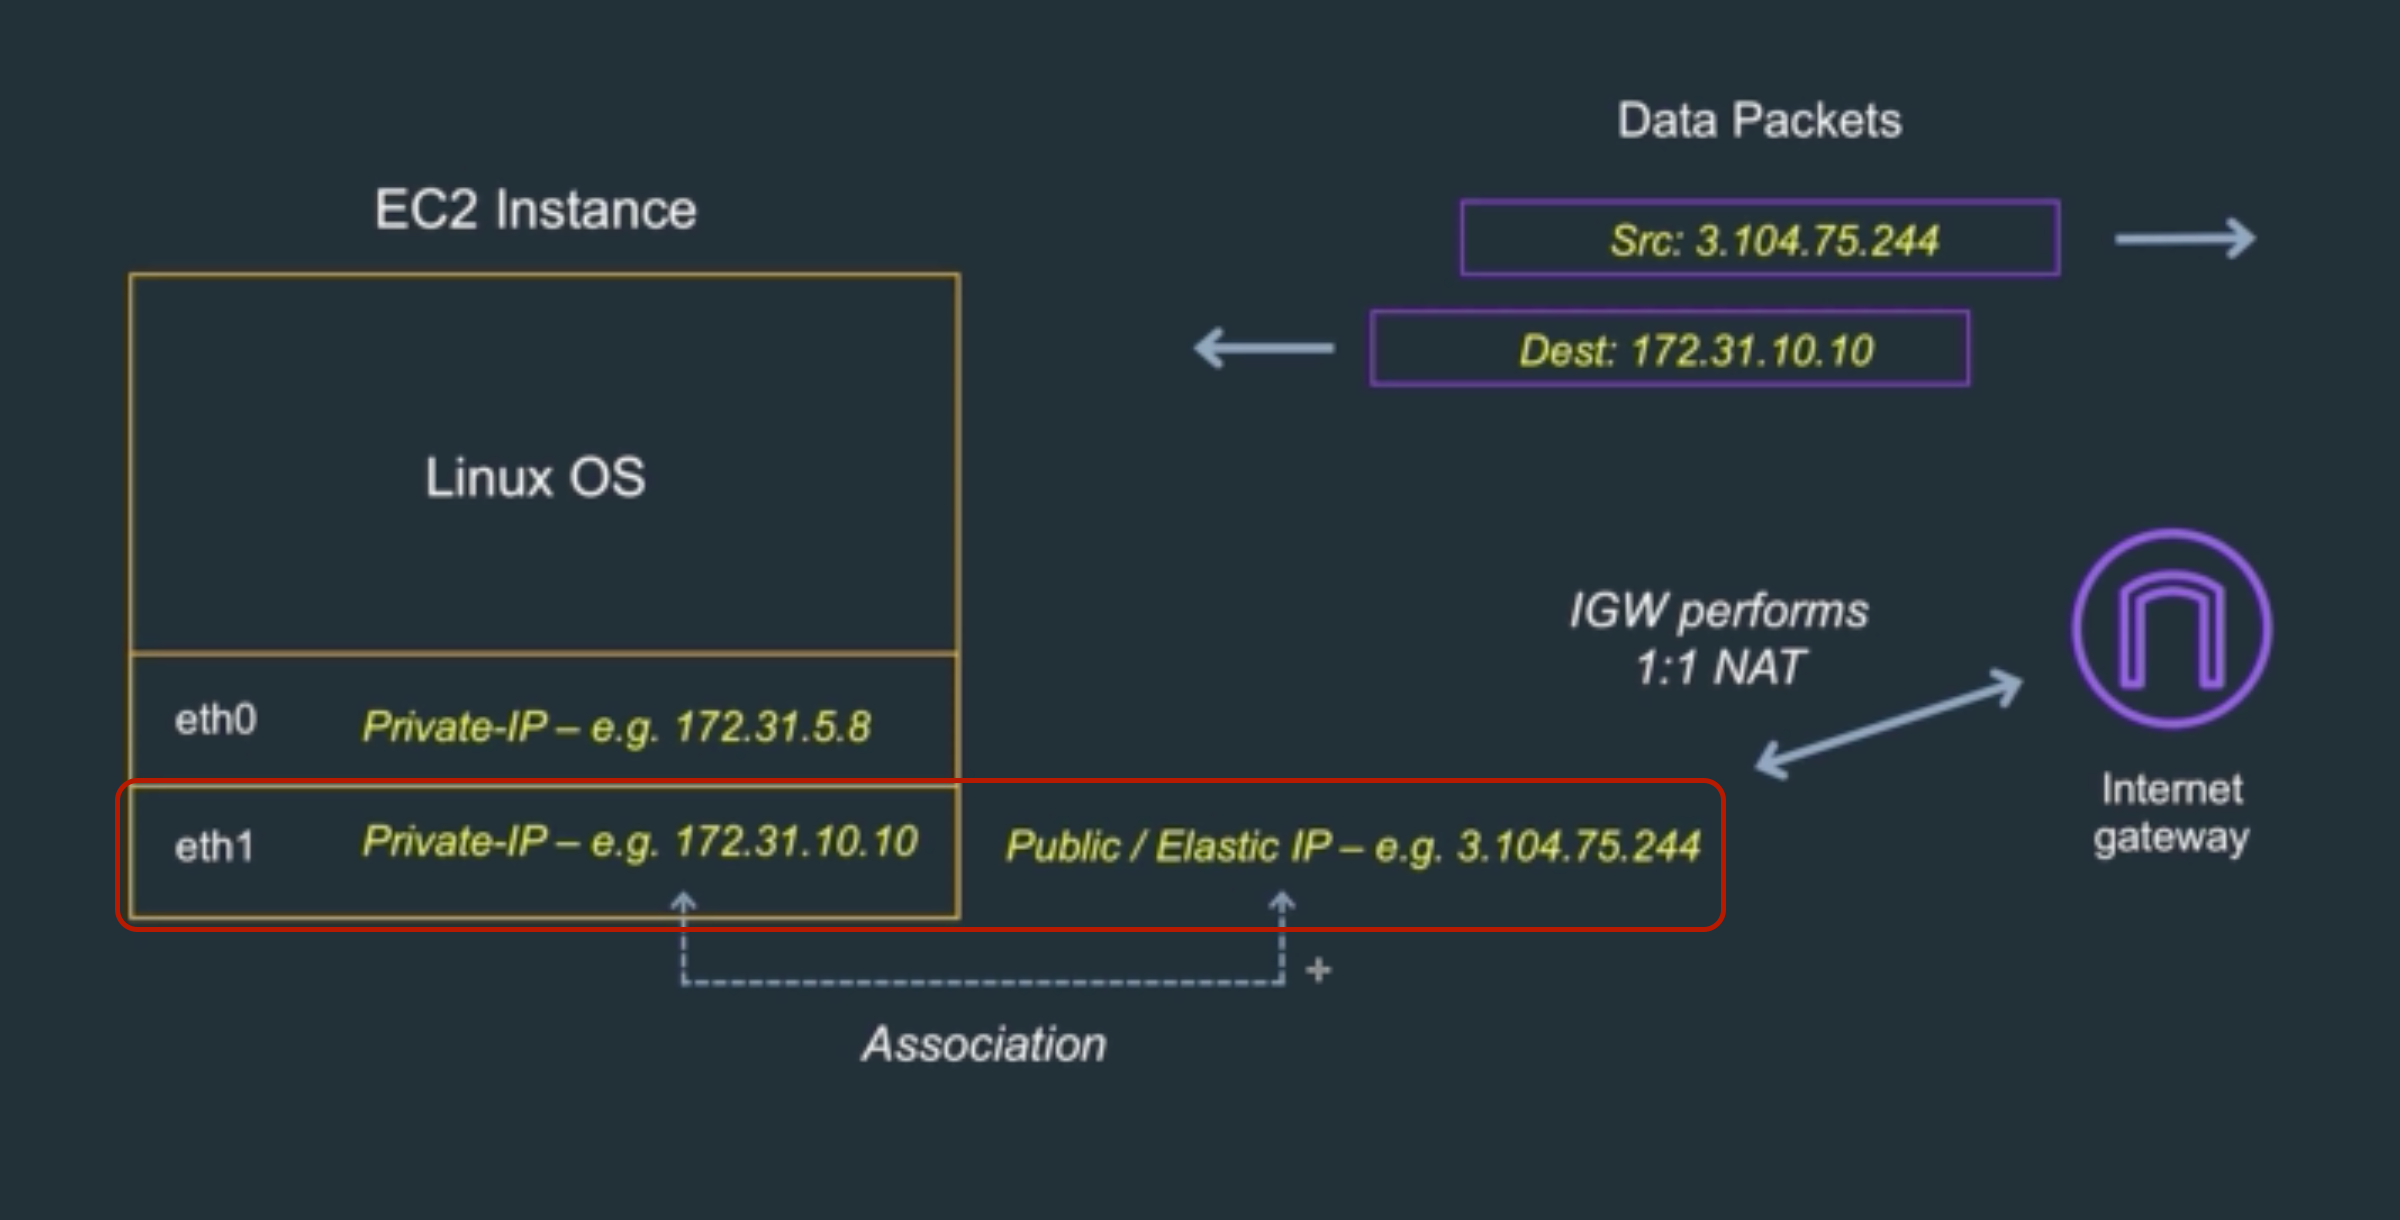 Data Packets
EC2 Instance
Src: 3.104.75.244
Dest: 172.31.10.10
Linux OS
IGW performs
1:1 NAT
eth0 Private-IP – e.g. 172.31.5.8
Internet
gateway
eth1 Private-IP – e.g. 172.31.10.10 Public / Elastic IP – e.g. 3.104.75.244
+
Association